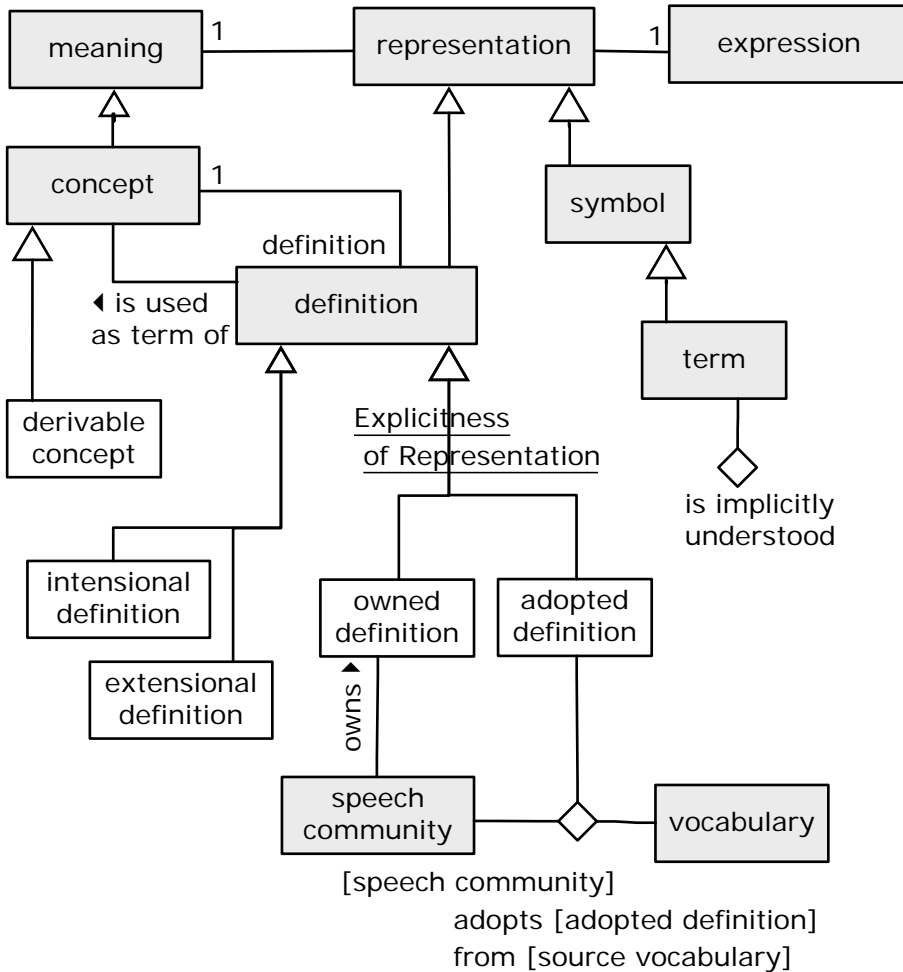 meaning
1
representation
1
expression
concept
1
symbol
definition
definition
◄ is used
as term of
term
derivable
concept
Explicitness
of Representation
is implicitly
understood
intensional
definition
owned
definition
adopted
definition
extensional
definition
owns ►
speech
community
vocabulary
[speech community]
adopts [adopted definition]
from [source vocabulary]